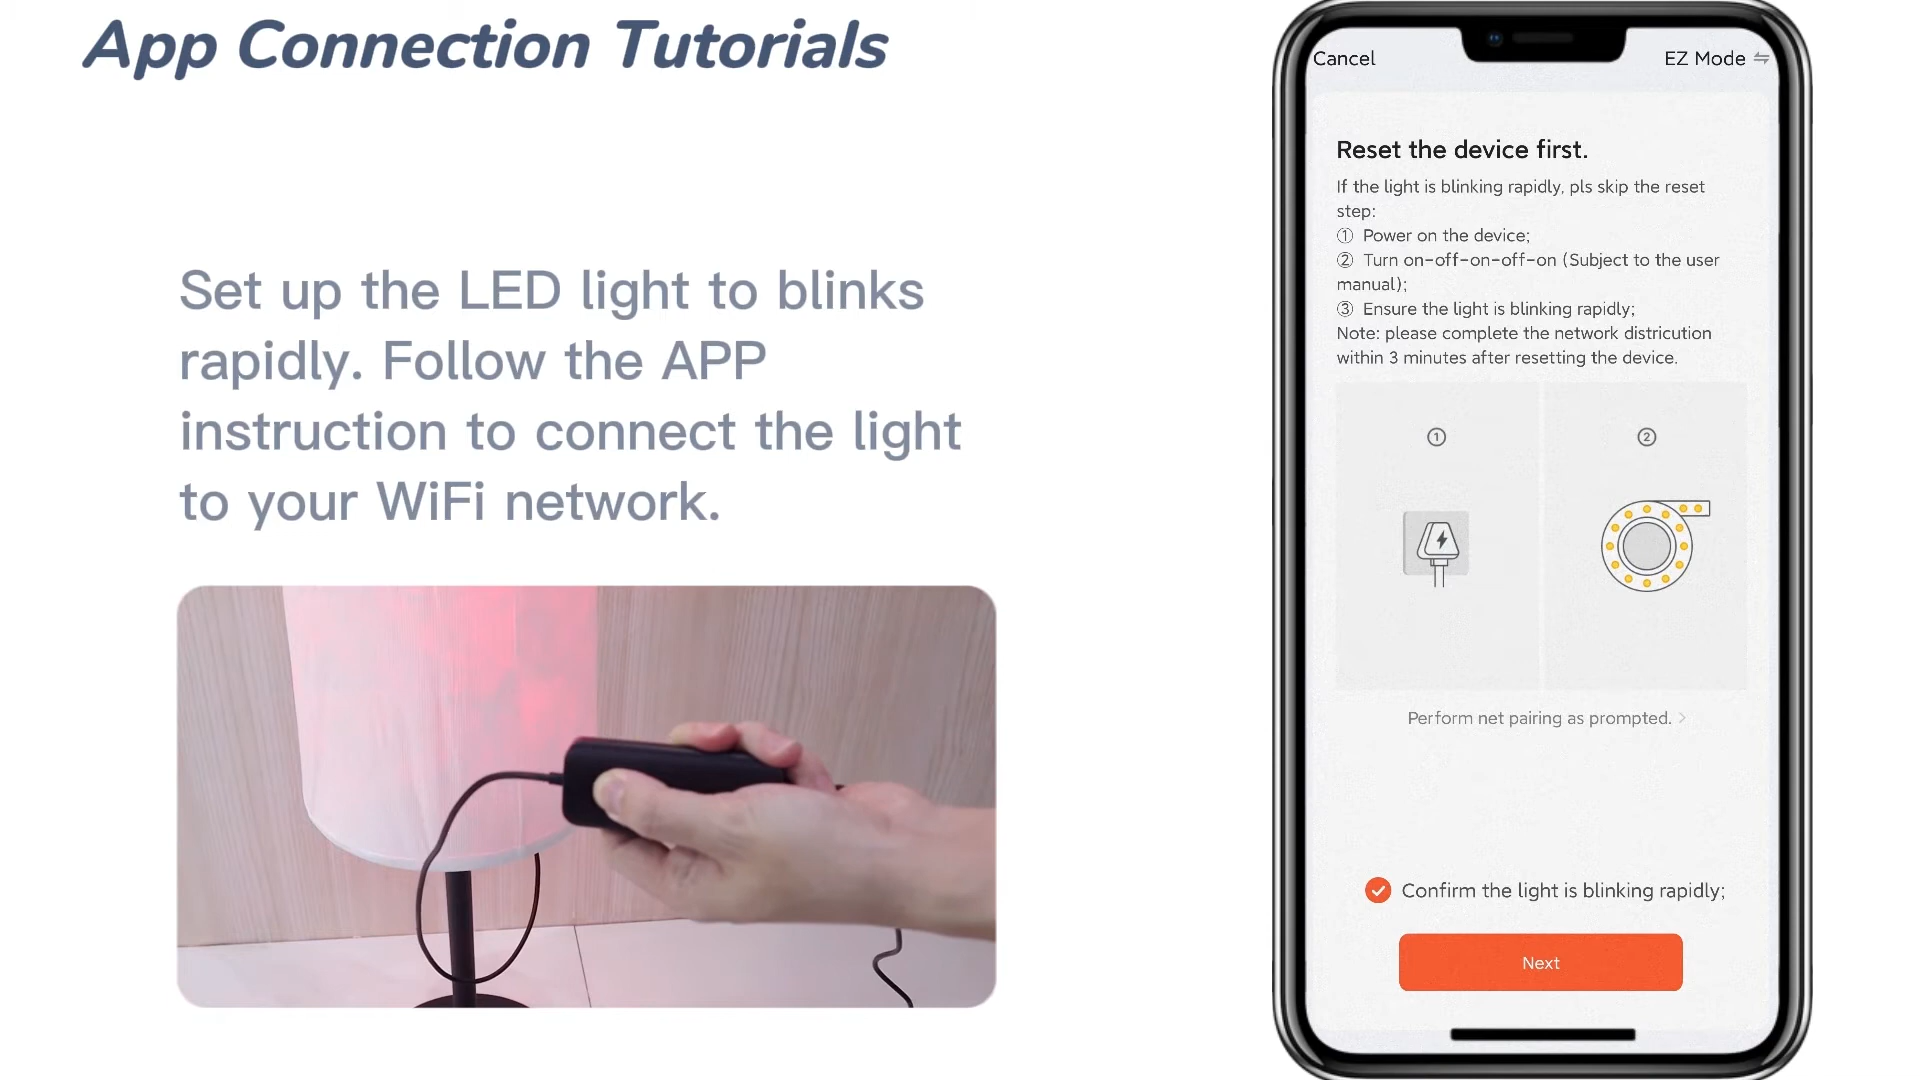 App Connection Tutorials
Set up the LED light to blinks
rapidly. Follow the APP
instruction to connect the light
to your WiFi network.
Cancel
EZ Mode ⇌
Reset the device first.
If the light is blinking rapidly, pls skip the reset
step:
① Power on the device;
② Turn on-off-on-off-on (Subject to the user
manual);
③ Ensure the light is blinking rapidly;
Note: please complete the network districution
within 3 minutes after resetting the device.
①
②
Perform net pairing as prompted. >
Confirm the light is blinking rapidly;
Next